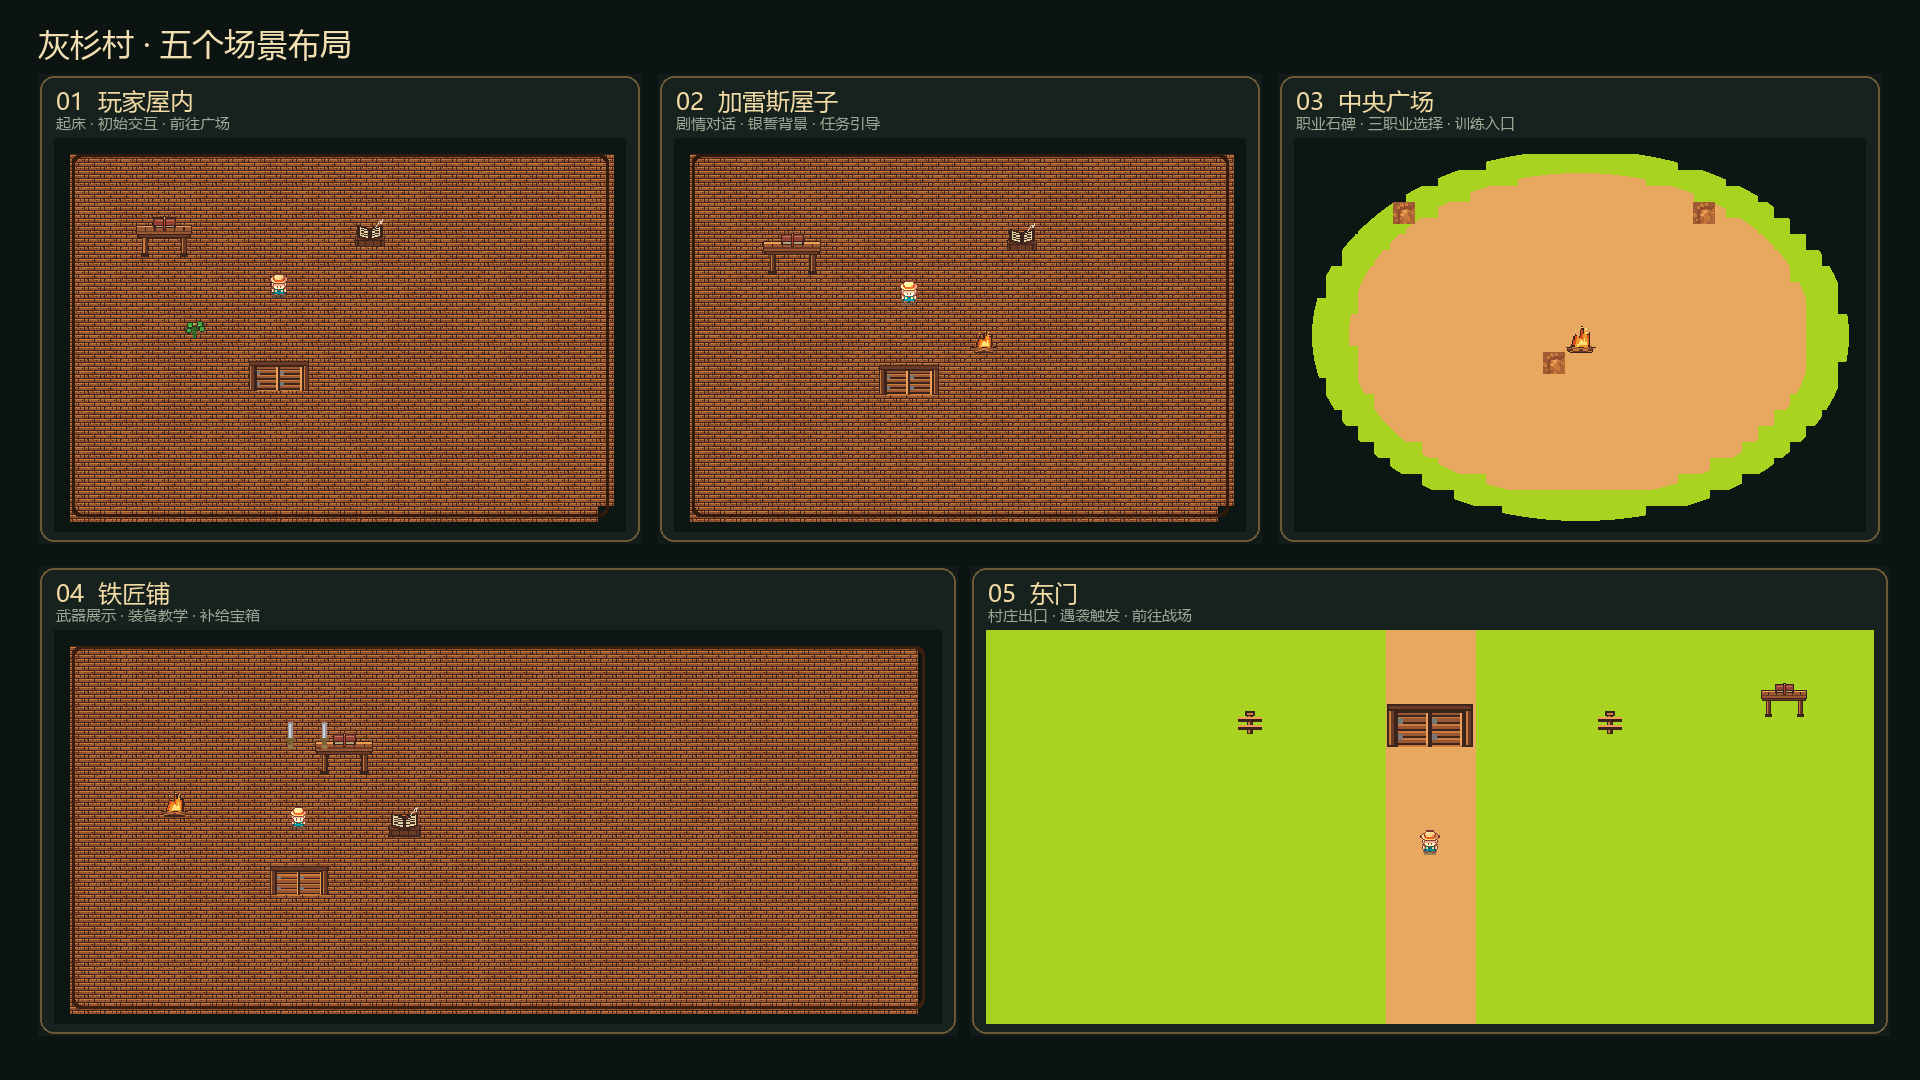 灰杉村 · 五个场景布局
01 玩家屋内
起床 · 初始交互 · 前往广场
02 加雷斯屋子
剧情对话 · 银誓背景 · 任务引导
03 中央广场
职业石碑 · 三职业选择 · 训练入口
04 铁匠铺
武器展示 · 装备教学 · 补给宝箱
05 东门
村庄出口 · 遇袭触发 · 前往战场